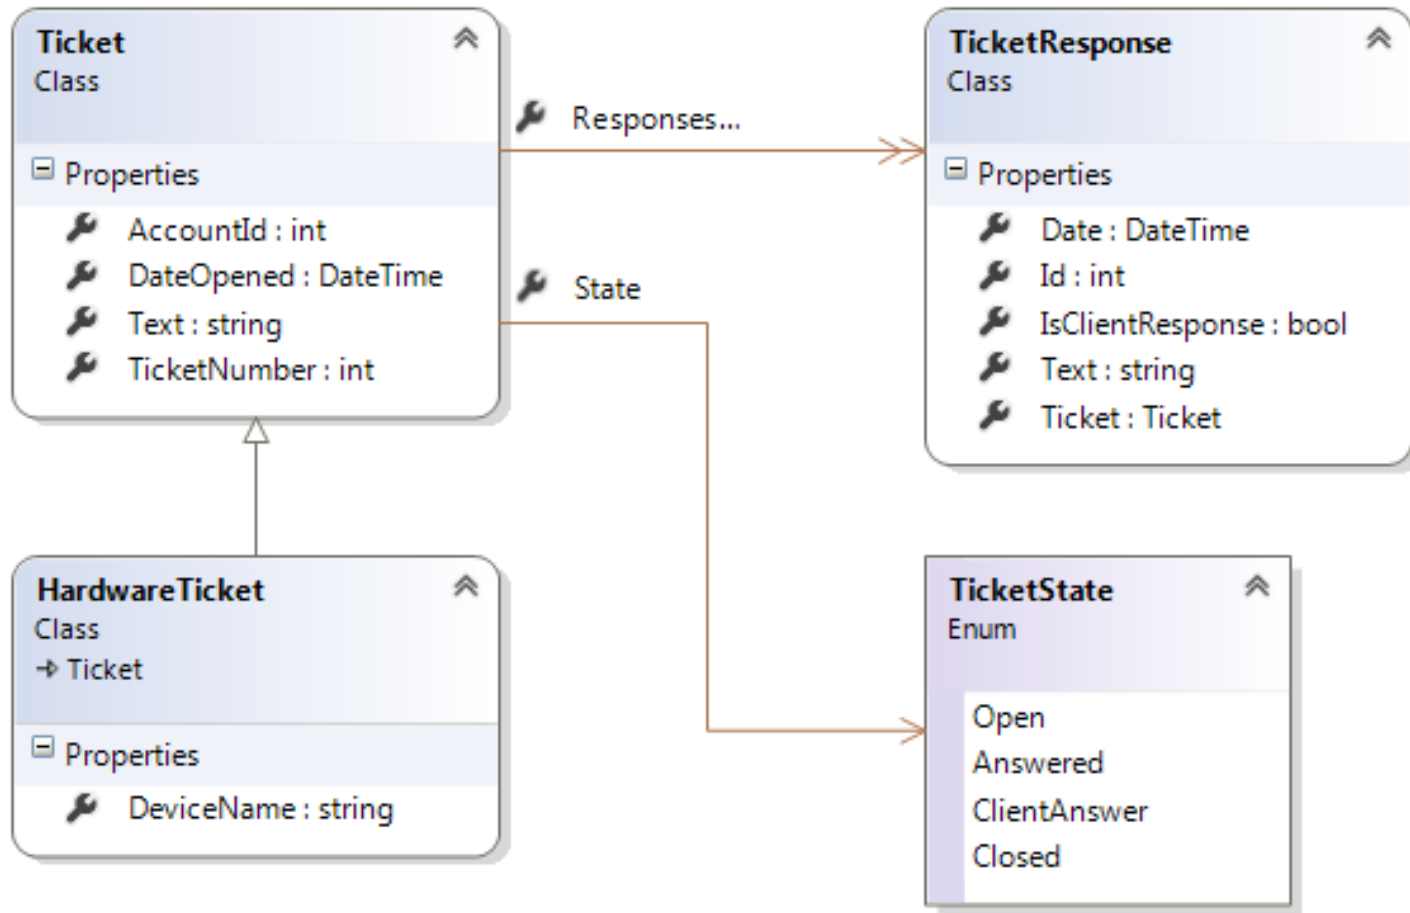 Ticket
Class
Properties
AccountId : int
DateOpened : DateTime
Text : string
TicketNumber : int
Responses...
State
TicketResponse
Class
Properties
Date : DateTime
Id : int
IsClientResponse : bool
Text : string
Ticket : Ticket
HardwareTicket
Class
Ticket
Properties
DeviceName : string
TicketState
Enum
Open
Answered
ClientAnswer
Closed